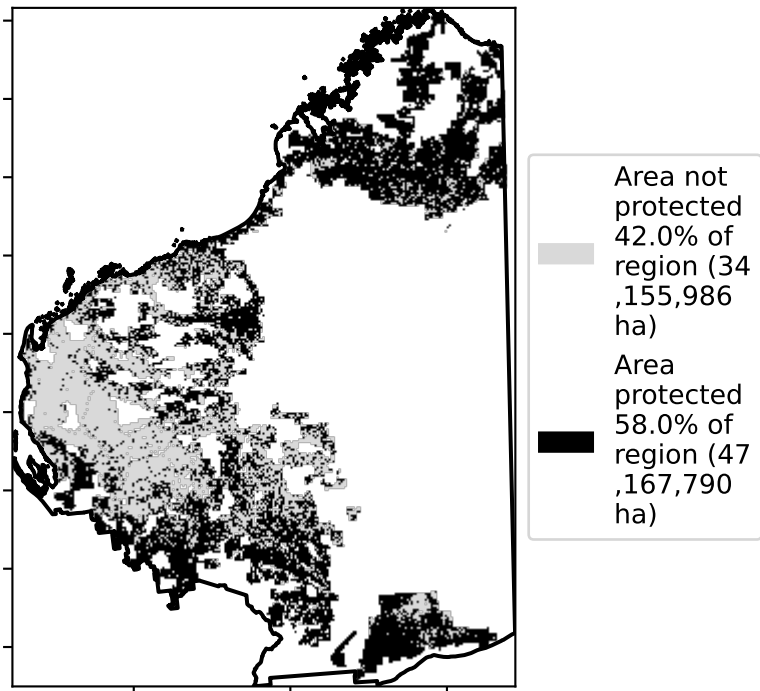 Area not
protected
42.0% of
region (34
,155,986
ha)
Area
protected
58.0% of
region (47
,167,790
ha)